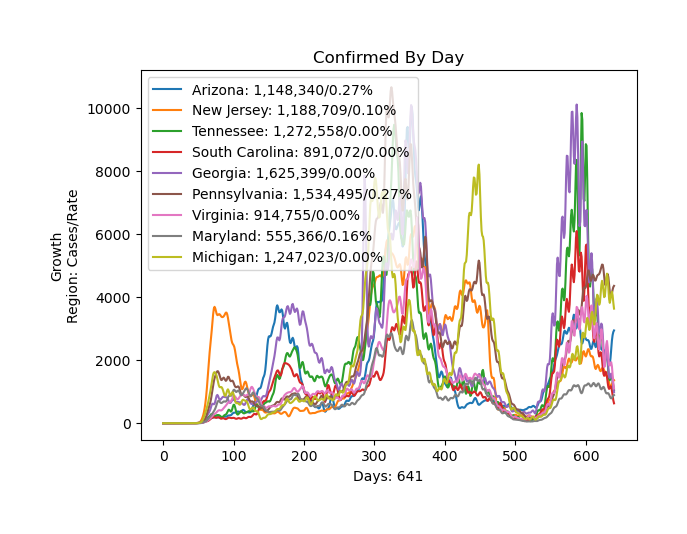 Confirmed By Day
Growth
Region: Cases/Rate
10000
8000
6000
4000
2000
0
Arizona: 1,148,340/0.27%
New Jersey: 1,188,709/0.10%
Tennessee: 1,272,558/0.00%
South Carolina: 891,072/0.00%
Georgia: 1,625,399/0.00%
Pennsylvania: 1,534,495/0.27%
Virginia: 914,755/0.00%
Maryland: 555,366/0.16%
Michigan: 1,247,023/0.00%
0 100 200 300 400 500 600
Days: 641